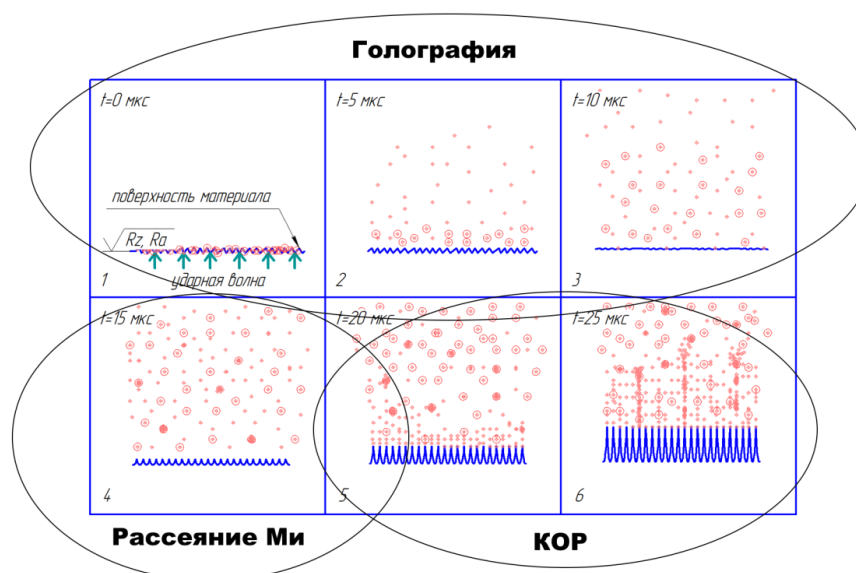 Голография
t=0 мкс
t=5 мкс
t=10 мкс
поверхность материала
Rz, Ra
ударная волна
1
2
3
t=15 мкс
t=20 мкс
t=25 мкс
4
5
6
Рассеяние Ми
КОР